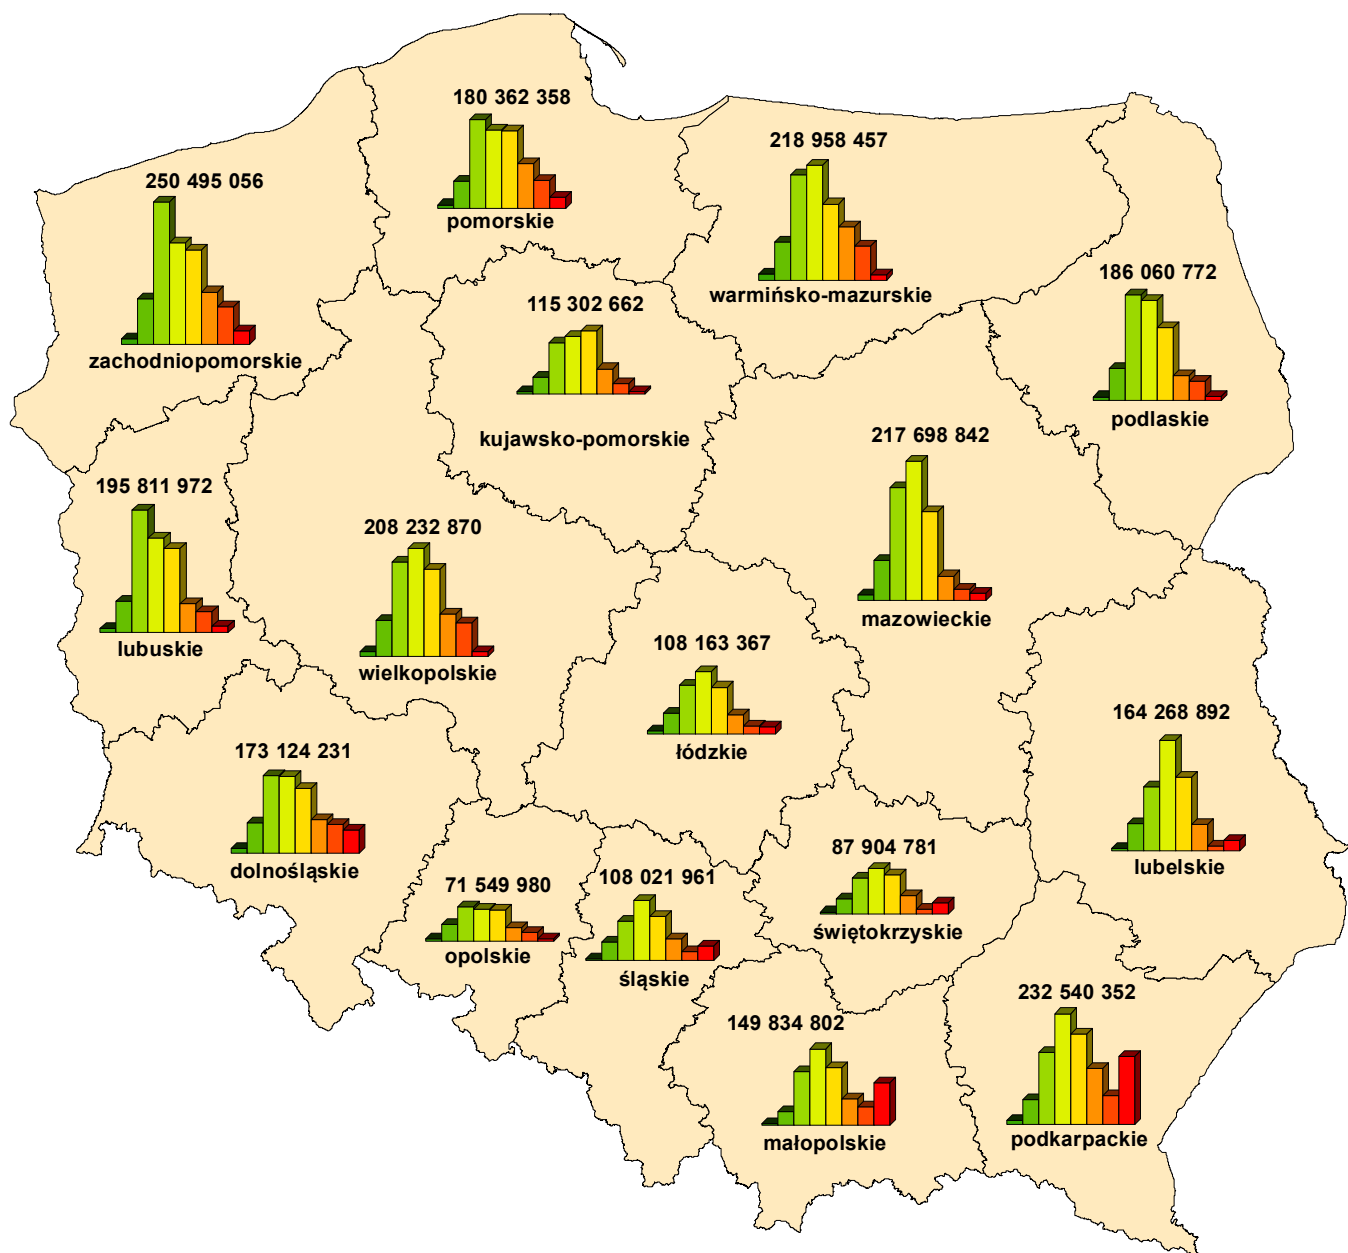 180 362 358
pomorskie
218 958 457
warmińsko-mazurskie
250 495 056
zachodniopomorskie
186 060 772
podlaskie
115 302 662
kujawsko-pomorskie
217 698 842
mazowieckie
195 811 972
lubuskie
208 232 870
wielkopolskie
108 163 367
łódzkie
164 268 892
lubelskie
173 124 231
dolnośląskie
87 904 781
świętokrzyskie
71 549 980
opolskie
108 021 961
śląskie
232 540 352
podkarpackie
149 834 802
małopolskie